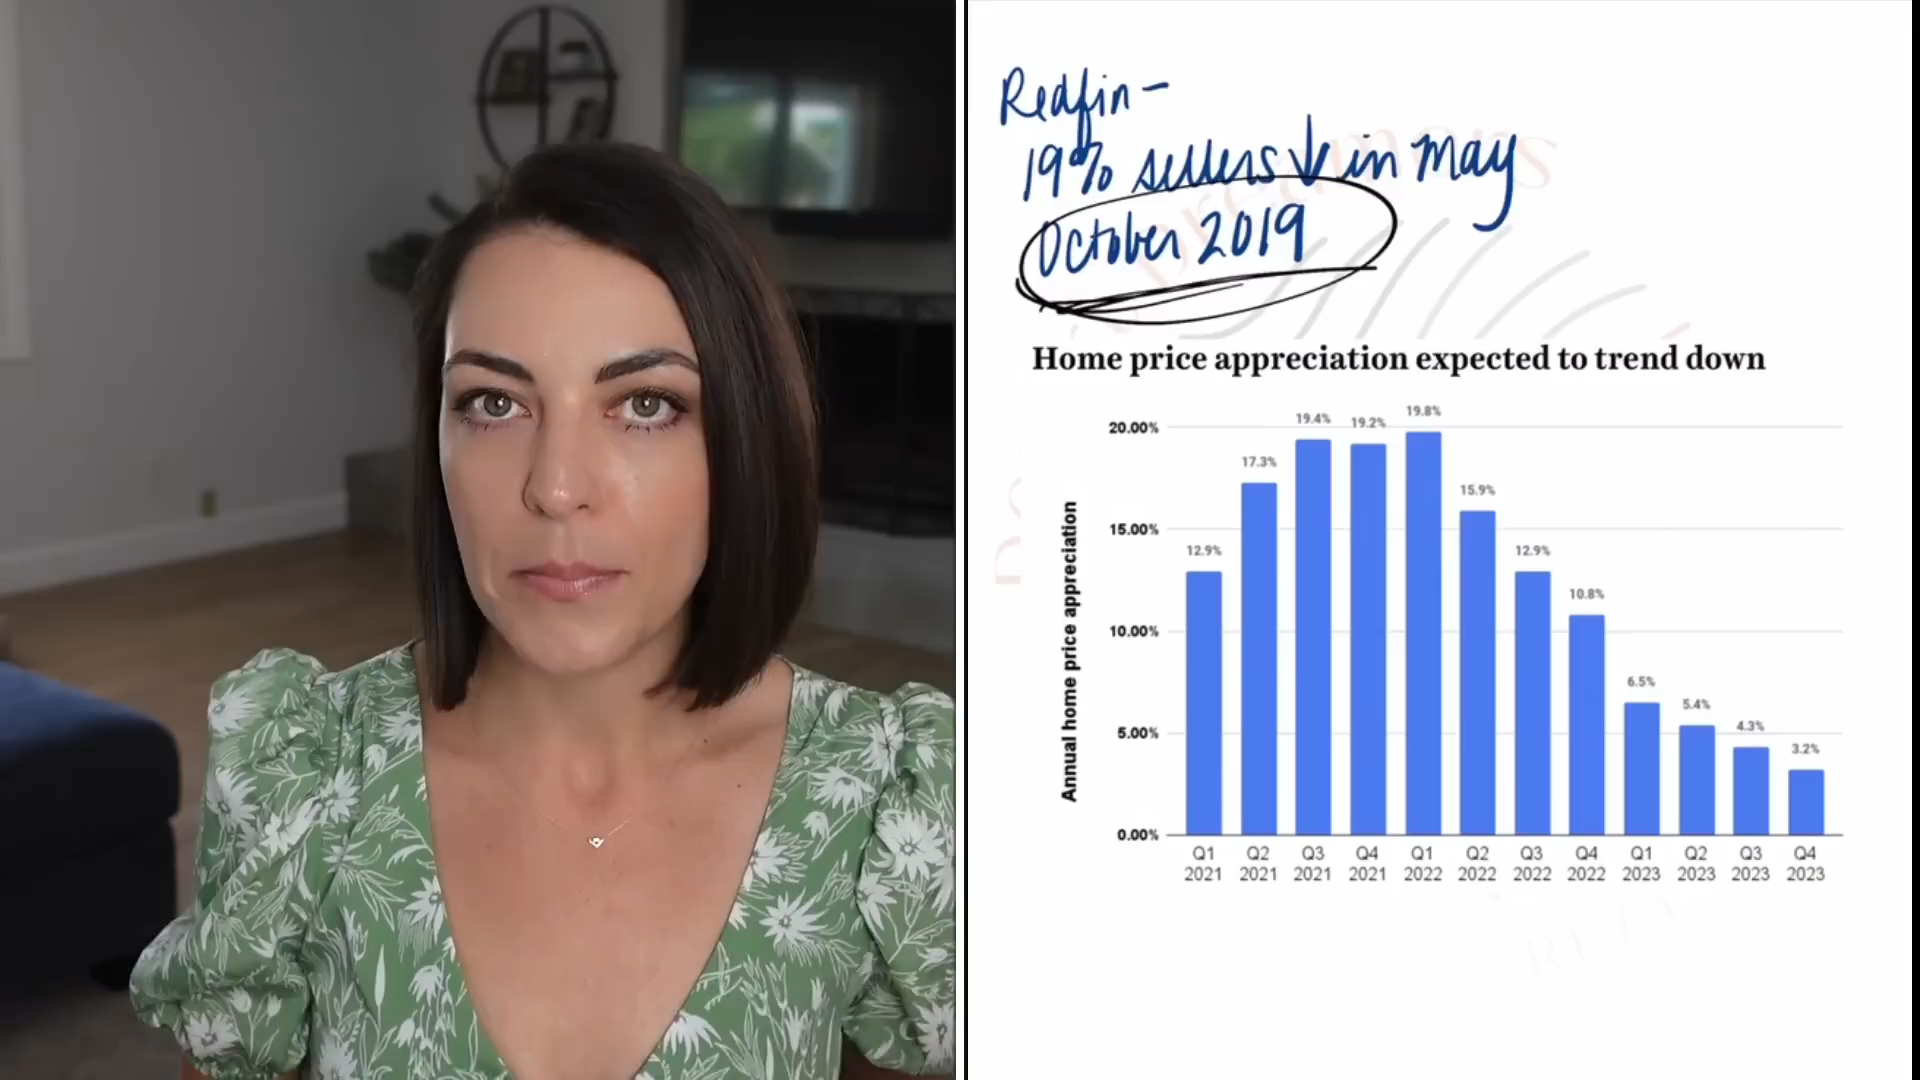 Redfin -
19% sellers ↓ in may
October 2019
Dreamers
Home price appreciation expected to trend down
Annual home price appreciation
20.00%
15.00%
10.00%
5.00%
0.00%
12.9%
17.3%
19.4%
19.2%
19.8%
15.9%
12.9%
10.8%
6.5%
5.4%
4.3%
3.2%
Q1 2021
Q2 2021
Q3 2021
Q4 2021
Q1 2022
Q2 2022
Q3 2022
Q4 2022
Q1 2023
Q2 2023
Q3 2023
Q4 2023